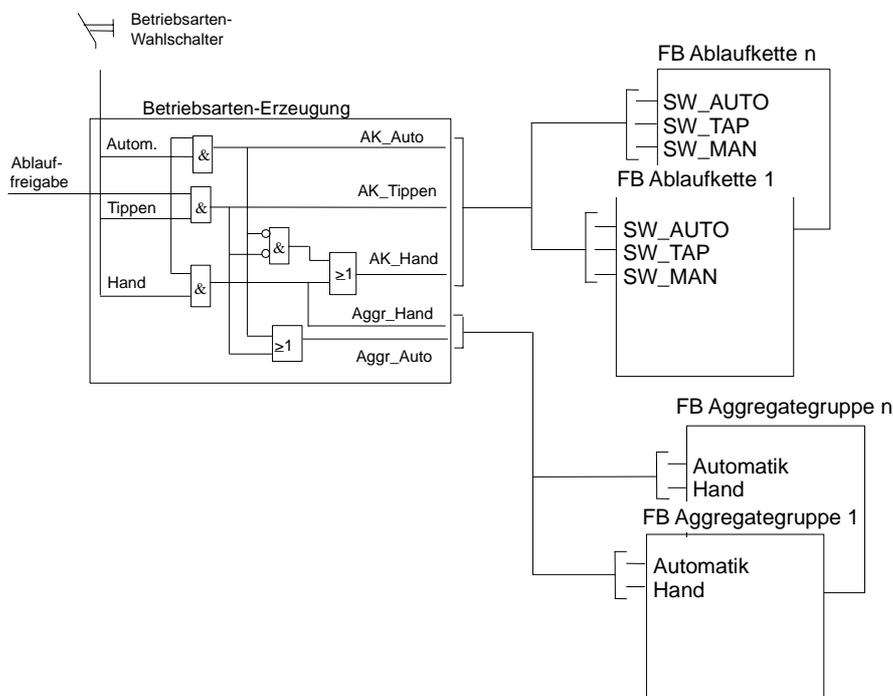 Betriebsarten-
Wahlschalter
FB Ablaufkette n
SW_AUTO
SW_TAP
SW_MAN
Betriebsarten-Erzeugung
Autom.
&
AK_Auto
Ablauf-
freigabe
FB Ablaufkette 1
Tippen
&
AK_Tippen
SW_AUTO
SW_TAP
SW_MAN
&
AK_Hand
≥1
Hand
&
Aggr_Hand
≥1
Aggr_Auto
FB Aggregategruppe n
Automatik
Hand
FB Aggregategruppe 1
Automatik
Hand